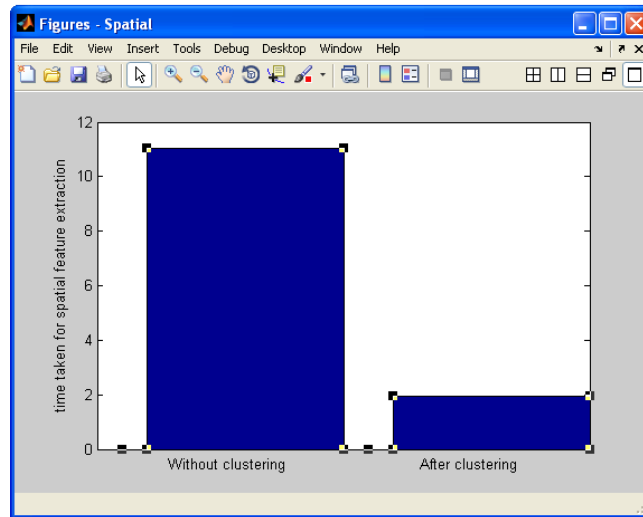 Figures - Spatial
File Edit View Insert Tools Debug Desktop Window Help
12
10
8
6
4
2
0
time taken for spatial feature extraction
Without clustering
After clustering